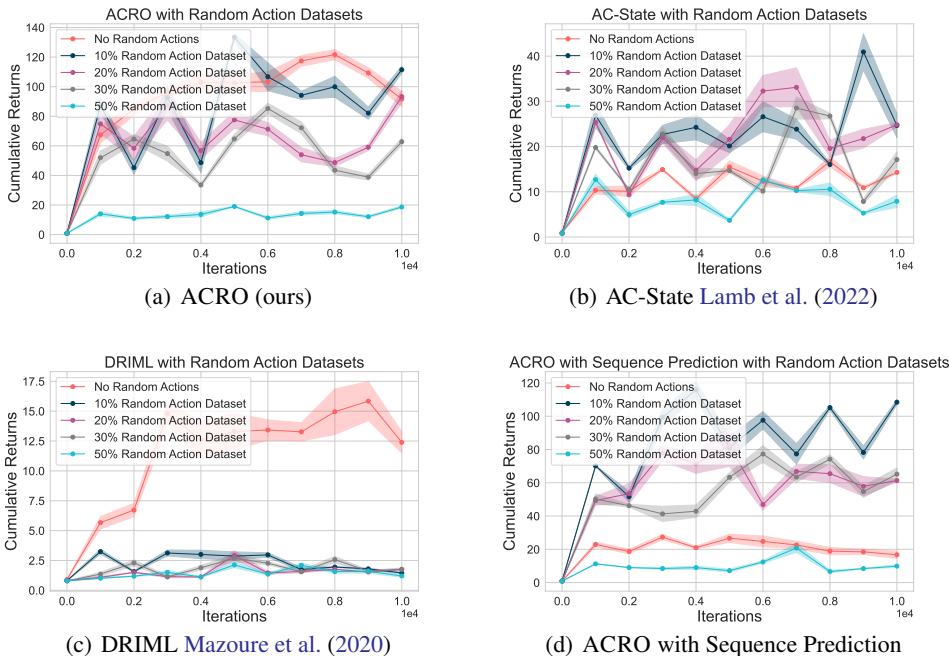 ACRO with Random Action Datasets
Cumulative Returns
140
120
100
80
60
40
20
0
No Random Actions
10% Random Action Dataset
20% Random Action Dataset
30% Random Action Dataset
50% Random Action Dataset
0.0 0.2 0.4 0.6 0.8 1.0
1e4
Iterations
(a) ACRO (ours)
AC-State with Random Action Datasets
Cumulative Returns
40
30
20
10
0
No Random Actions
10% Random Action Dataset
20% Random Action Dataset
30% Random Action Dataset
50% Random Action Dataset
0.0 0.2 0.4 0.6 0.8 1.0
1e4
Iterations
(b) AC-State Lamb et al. (2022)
DRIML with Random Action Datasets
Cumulative Returns
17.5
15.0
12.5
10.0
7.5
5.0
2.5
0.0
No Random Actions
10% Random Action Dataset
20% Random Action Dataset
30% Random Action Dataset
50% Random Action Dataset
0.0 0.2 0.4 0.6 0.8 1.0
1e4
Iterations
(c) DRIML Mazoure et al. (2020)
ACRO with Sequence Prediction with Random Action Datasets
Cumulative Returns
120
100
80
60
40
20
0
No Random Actions
10% Random Action Dataset
20% Random Action Dataset
30% Random Action Dataset
50% Random Action Dataset
0.0 0.2 0.4 0.6 0.8 1.0
1e4
Iterations
(d) ACRO with Sequence Prediction